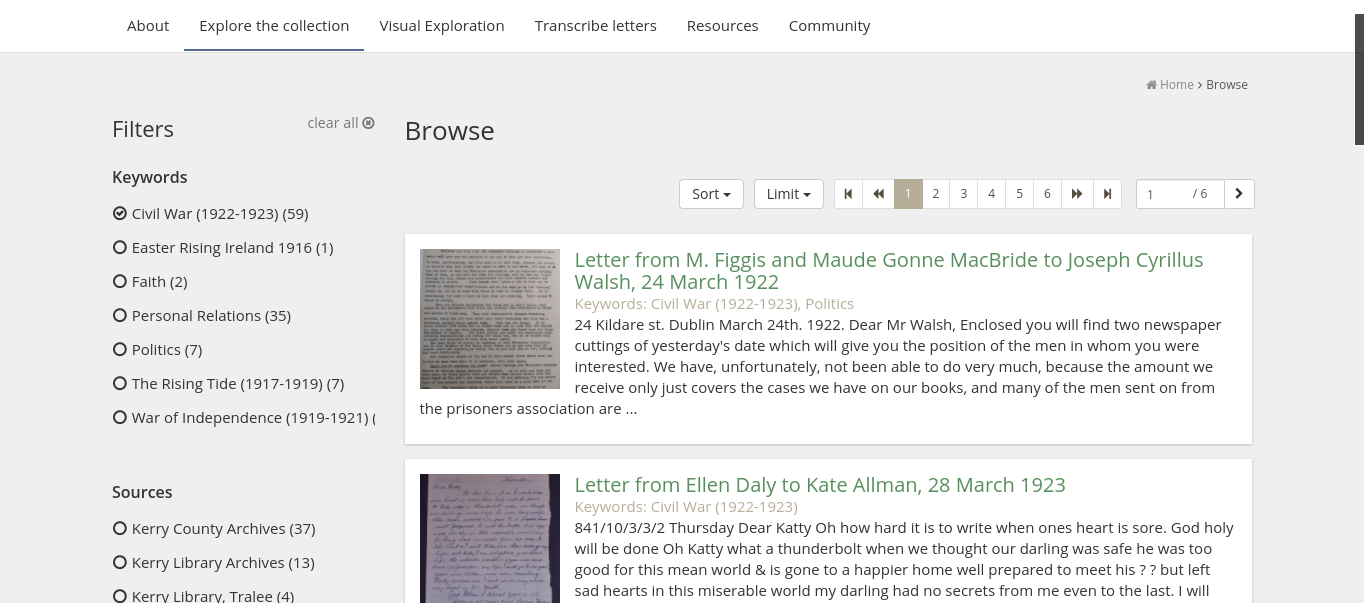 About Explore the collection Visual Exploration Transcribe letters Resources Community
Home › Browse
Filters
clear all
Keywords
Civil War (1922-1923) (59)
Easter Rising Ireland 1916 (1)
Faith (2)
Personal Relations (35)
Politics (7)
The Rising Tide (1917-1919) (7)
War of Independence (1919-1921) (
Sources
Kerry County Archives (37)
Kerry Library Archives (13)
Kerry Library, Tralee (4)
Browse
Sort Limit 1 2 3 4 5 6 1 / 6
Letter from M. Figgis and Maude Gonne MacBride to Joseph Cyrillus
Walsh, 24 March 1922
Keywords: Civil War (1922-1923), Politics
24 Kildare st. Dublin March 24th. 1922. Dear Mr Walsh, Enclosed you will find two newspaper
cuttings of yesterday's date which will give you the position of the men in whom you were
interested. We have, unfortunately, not been able to do very much, because the amount we
receive only just covers the cases we have on our books, and many of the men sent on from
the prisoners association are ...
Letter from Ellen Daly to Kate Allman, 28 March 1923
Keywords: Civil War (1922-1923)
841/10/3/3/2 Thursday Dear Katty Oh how hard it is to write when ones heart is sore. God holy
will be done Oh Katty what a thunderbolt when we thought our darling was safe he was too
good for this mean world & is gone to a happier home well prepared to meet his ? ? but left
sad hearts in this miserable world my darling had no secrets from me even to the last. I will